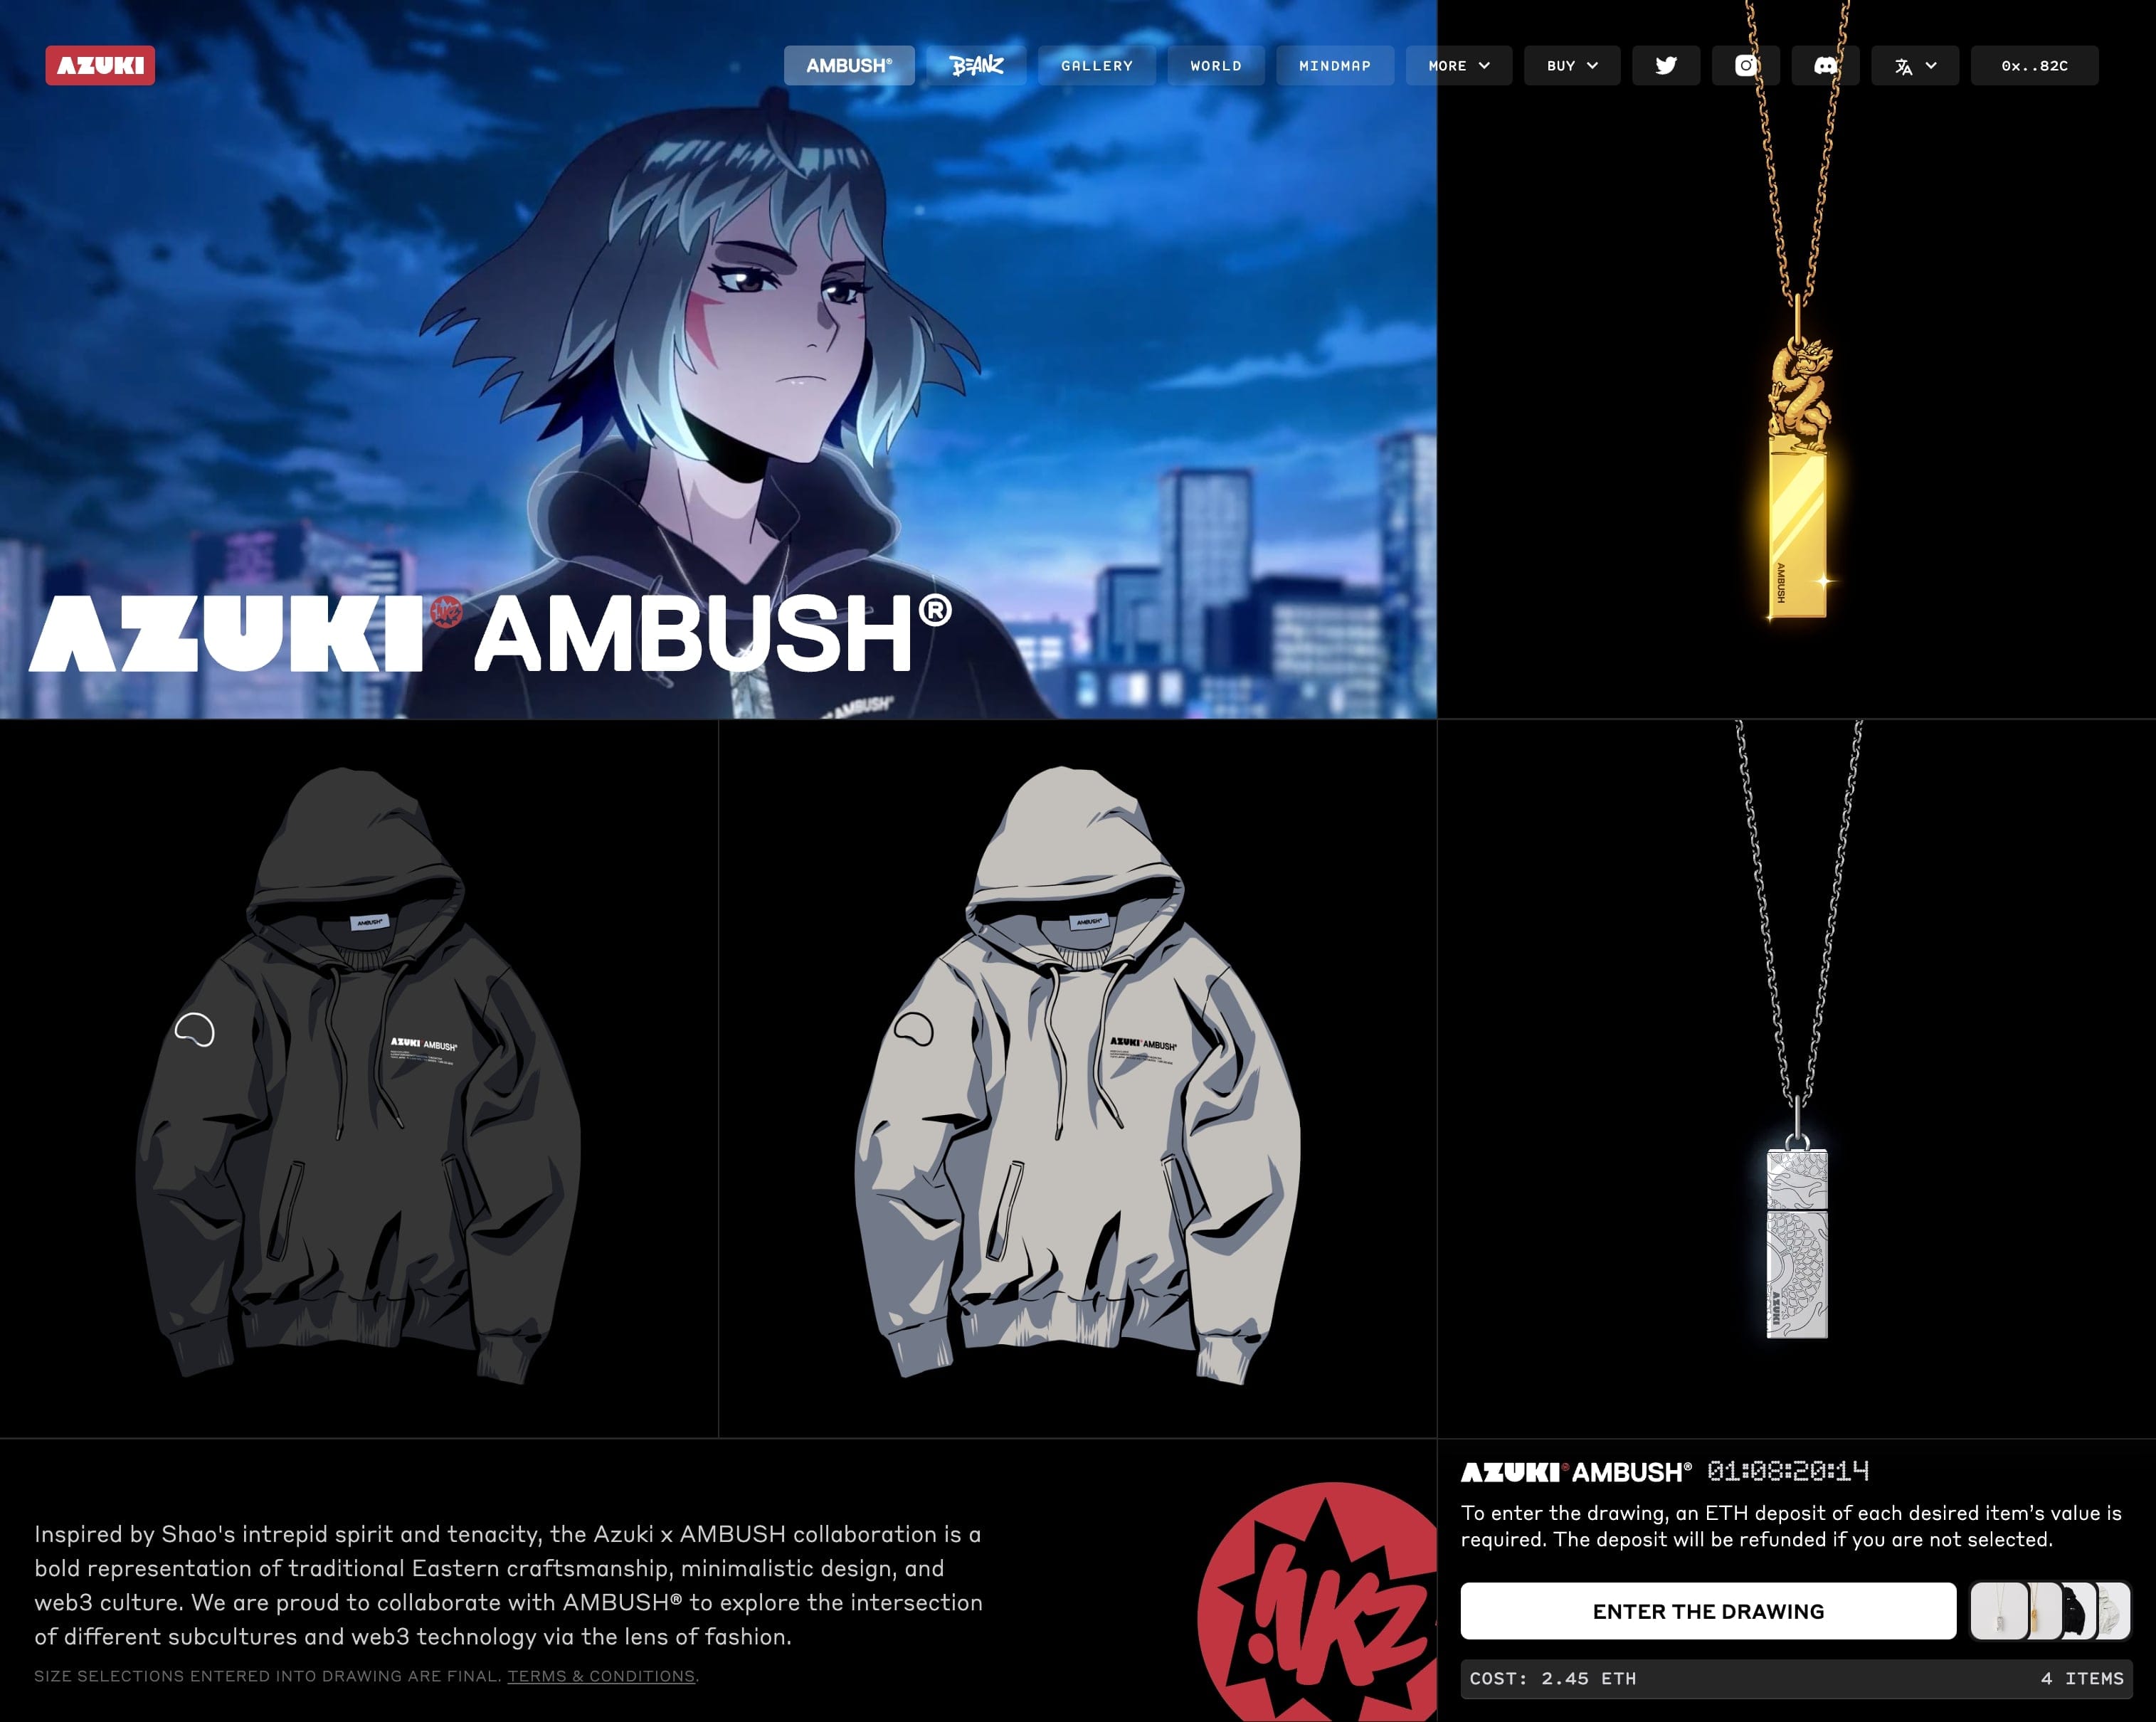 AZUKI
AMBUSH®
BEANZ
GALLERY
WORLD
MINDMAP
MORE
BUY
0x..82C
AZUKI AMBUSH®
AMBUSH
AMBUSH
AMBUSH®
AZUKI AMBUSH®
AMBUSH®
AZUKI AMBUSH®
AZUKI
Inspired by Shao's intrepid spirit and tenacity, the Azuki x AMBUSH collaboration is a
bold representation of traditional Eastern craftsmanship, minimalistic design, and
web3 culture. We are proud to collaborate with AMBUSH® to explore the intersection
of different subcultures and web3 technology via the lens of fashion.
SIZE SELECTIONS ENTERED INTO DRAWING ARE FINAL. TERMS & CONDITIONS.
AZUKI AMBUSH® 01:08:20:14
To enter the drawing, an ETH deposit of each desired item's value is
required. The deposit will be refunded if you are not selected.
ENTER THE DRAWING
COST: 2.45 ETH
4 ITEMS